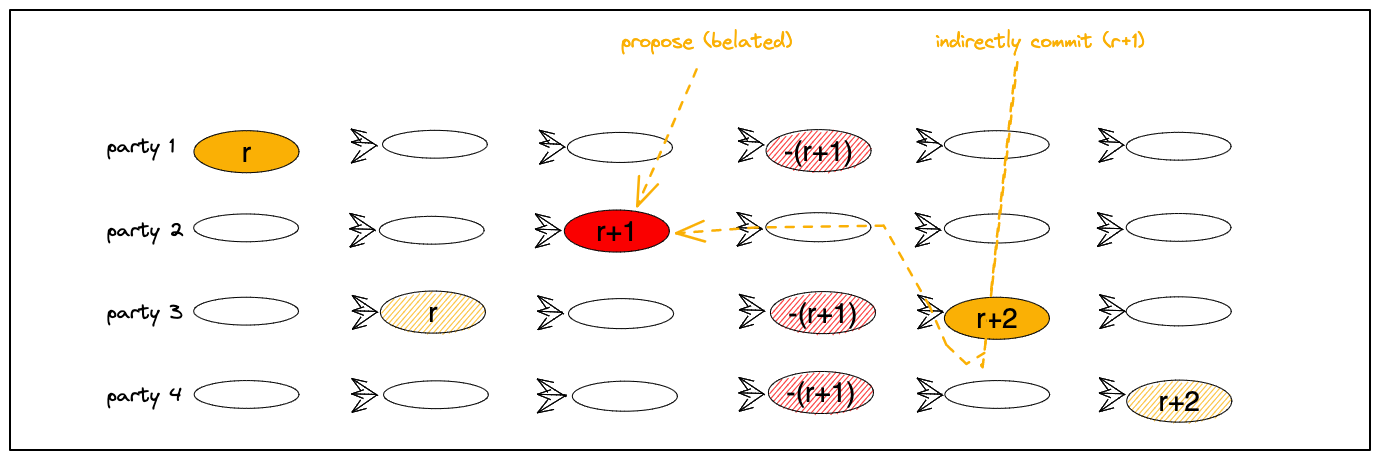 propose (belated)
indirectly commit (r+1)
party 1
r
-(r+1)
party 2
r+1
party 3
r
-(r+1)
r+2
party 4
-(r+1)
r+2